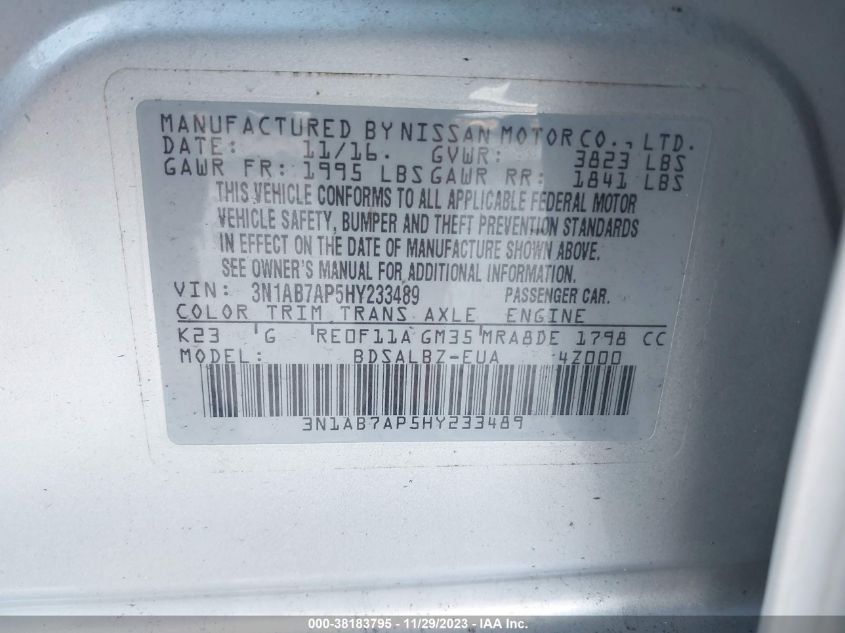 MANUFACTURED BY NISSAN MOTOR CO., LTD.
DATE: 11/16. GVWR: 3823 LBS
GAWR FR: 1995 LBS GAWR RR: 1841 LBS
THIS VEHICLE CONFORMS TO ALL APPLICABLE FEDERAL MOTOR
VEHICLE SAFETY, BUMPER AND THEFT PREVENTION STANDARDS
IN EFFECT ON THE DATE OF MANUFACTURE SHOWN ABOVE.
SEE OWNER'S MANUAL FOR ADDITIONAL INFORMATION.
VIN: 3N1AB7AP5HY233489 PASSENGER CAR.
COLOR TRIM TRANS AXLE ENGINE
K23 G RE0F11A GM35 MRA8DE 1798 CC
MODEL: BDSALBZ-EUA 4Z000
3N1AB7AP5HY233489
000-38183795 - 11/29/2023 - IAA Inc.